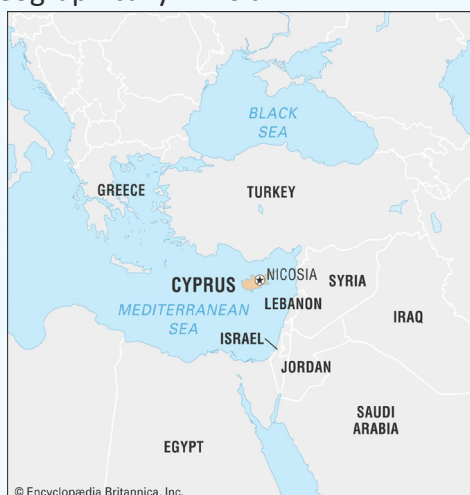 BLACK
SEA
GREECE
TURKEY
CYPRUS
NICOSIA
SYRIA
MEDITERRANEAN
SEA
LEBANON
IRAQ
ISRAEL
JORDAN
SAUDI
ARABIA
EGYPT
© Encyclopædia Britannica, Inc.